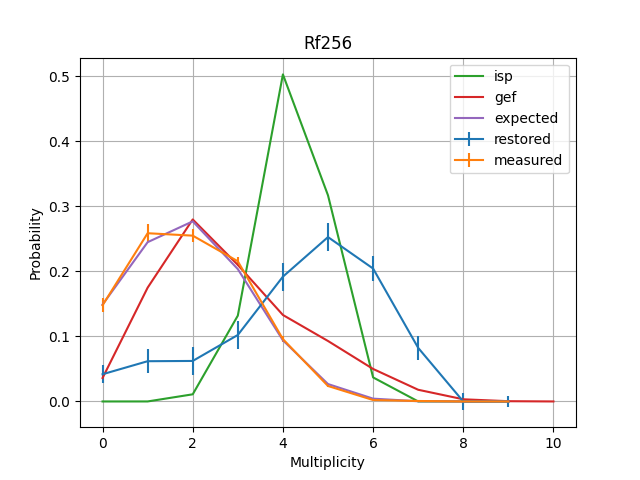 Rf256
isp
gef
expected
restored
measured
Probability
0.5
0.4
0.3
0.2
0.1
0.0
0 2 4 6 8 10
Multiplicity